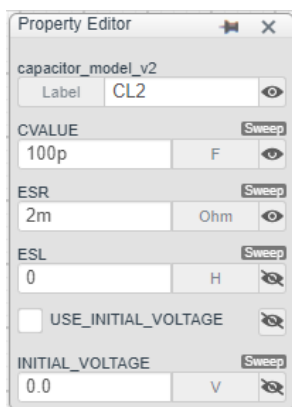 Property Editor
capacitor_model_v2
Label CL2
CVALUE Sweep
100p F
ESR Sweep
2m Ohm
ESL Sweep
0 H
USE_INITIAL_VOLTAGE
INITIAL_VOLTAGE Sweep
0.0 V